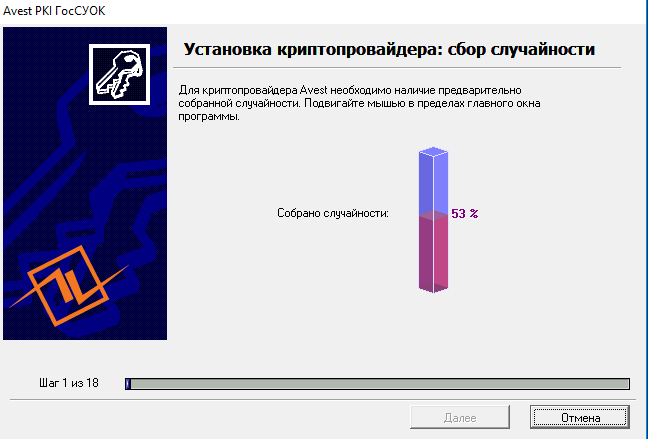 Avest PKI ГосСУОК
Установка криптопровайдера: сбор случайности
Для криптопровайдера Avest необходимо наличие предварительно
собранной случайности. Подвигайте мышью в пределах главного окна
программы.
Собрано случайности:
53 %
Шаг 1 из 18
Далее
Отмена